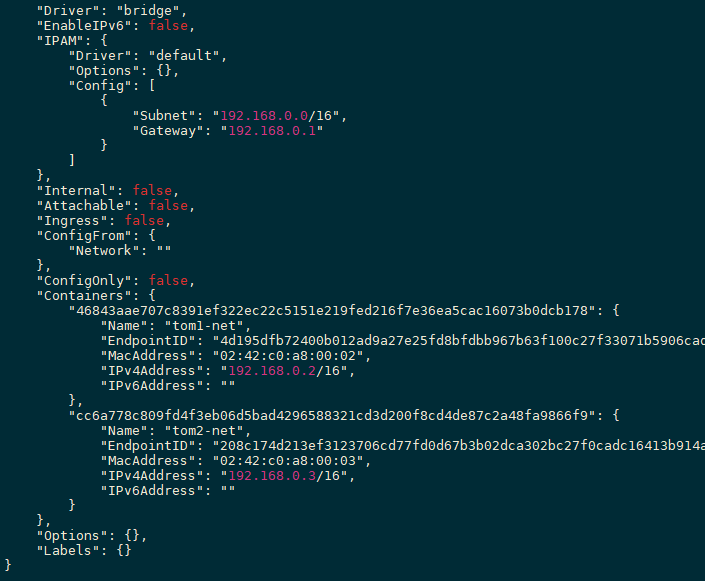 "Driver": "bridge",
"EnableIPv6": false,
"IPAM": {
"Driver": "default",
"Options": {},
"Config": [
{
"Subnet": "192.168.0.0/16",
"Gateway": "192.168.0.1"
}
]
},
"Internal": false,
"Attachable": false,
"Ingress": false,
"ConfigFrom": {
"Network": ""
},
"ConfigOnly": false,
"Containers": {
"46843aae707c8391ef322ec22c5151e219fed216f7e36ea5cac16073b0dcb178": {
"Name": "tom1-net",
"EndpointID": "4d195dfb72400b012ad9a27e25fd8bfdbb967b63f100c27f33071b5906cad
"MacAddress": "02:42:c0:a8:00:02",
"IPv4Address": "192.168.0.2/16",
"IPv6Address": ""
},
"cc6a778c809fd4f3eb06d5bad4296588321cd3d200f8cd4de87c2a48fa9866f9": {
"Name": "tom2-net",
"EndpointID": "208c174d213ef3123706cd77fd0d67b3b02dca302bc27f0cadc16413b914a
"MacAddress": "02:42:c0:a8:00:03",
"IPv4Address": "192.168.0.3/16",
"IPv6Address": ""
}
},
"Options": {},
"Labels": {}
}